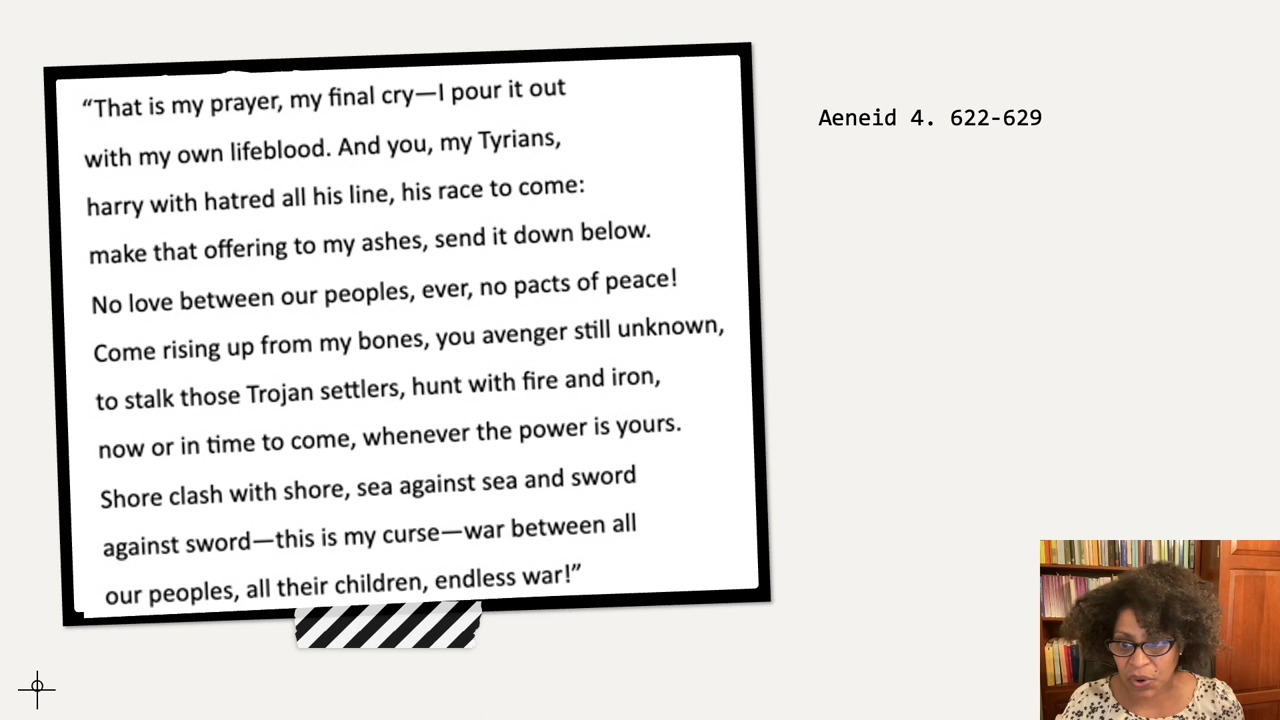 “That is my prayer, my final cry—I pour it out
with my own lifeblood. And you, my Tyrians,
harry with hatred all his line, his race to come:
make that offering to my ashes, send it down below.
No love between our peoples, ever, no pacts of peace!
Come rising up from my bones, you avenger still unknown,
to stalk those Trojan settlers, hunt with fire and iron,
now or in time to come, whenever the power is yours.
Shore clash with shore, sea against sea and sword
against sword—this is my curse—war between all
our peoples, all their children, endless war!”
Aeneid 4. 622-629